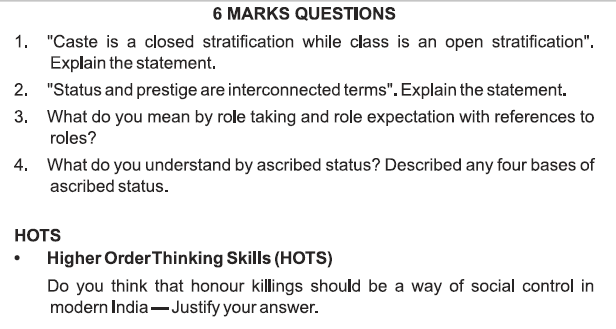 6 MARKS QUESTIONS
1. "Caste is a closed stratification while class is an open stratification".
Explain the statement.
2. "Status and prestige are interconnected terms". Explain the statement.
3. What do you mean by role taking and role expectation with references to
roles?
4. What do you understand by ascribed status? Described any four bases of
ascribed status.
HOTS
• Higher Order Thinking Skills (HOTS)
Do you think that honour killings should be a way of social control in
modern India — Justify your answer.